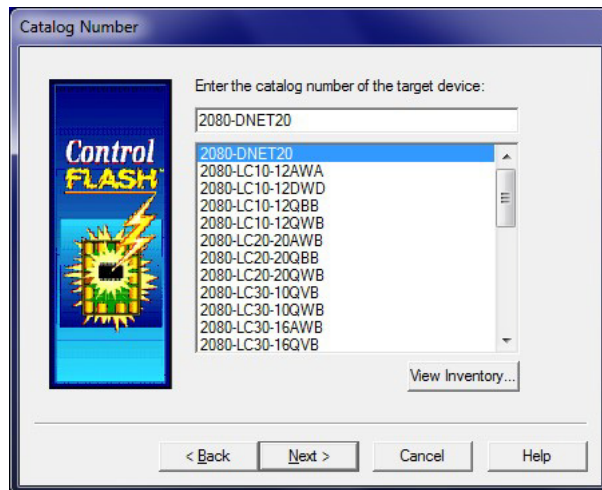 Catalog Number
Enter the catalog number of the target device:
2080-DNET20
Control
FLASH
2080-DNET20
2080-LC10-12AWA
2080-LC10-12DWD
2080-LC10-12QBB
2080-LC10-12QWB
2080-LC20-20AWB
2080-LC20-20QBB
2080-LC20-20QWB
2080-LC30-10QVB
2080-LC30-10QWB
2080-LC30-16AWB
2080-LC30-16QVB
View Inventory...
< Back
Next >
Cancel
Help